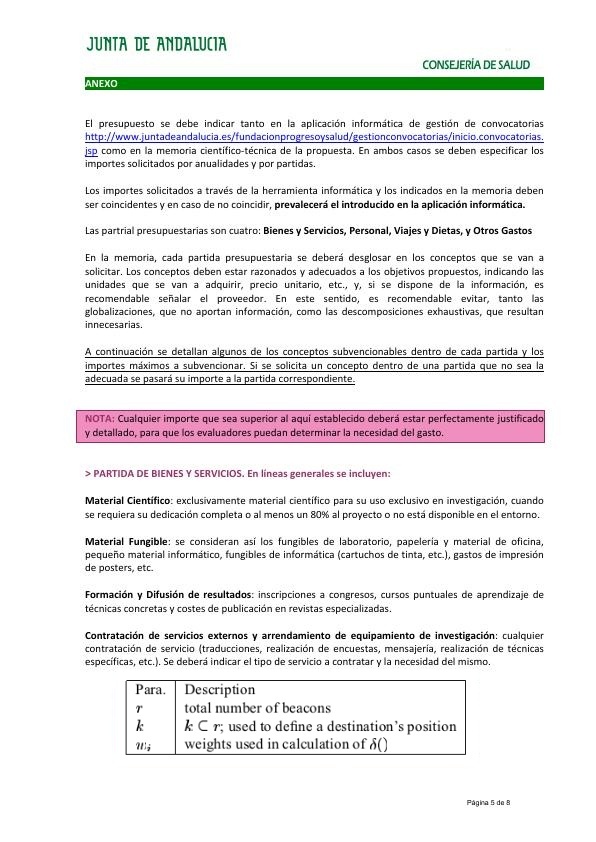 JUNTA DE ANDALUCIA
CONSEJERÍA DE SALUD
ANEXO
El presupuesto se debe indicar tanto en la aplicación informática de gestión de convocatorias
http://www.juntadeandalucia.es/fundacionprogresoysalud/gestionconvocatorias/inicio.convocatorias.
jsp como en la memoria científico-técnica de la propuesta. En ambos casos se deben especificar los
importes solicitados por anualidades y por partidas.
Los importes solicitados a través de la herramienta informática y los indicados en la memoria deben
ser coincidentes y en caso de no coincidir, prevalecerá el introducido en la aplicación informática.
Las partrial presupuestarias son cuatro: Bienes y Servicios, Personal, Viajes y Dietas, y Otros Gastos
En la memoria, cada partida presupuestaria se deberá desglosar en los conceptos que se van a
solicitar. Los conceptos deben estar razonados y adecuados a los objetivos propuestos, indicando las
unidades que se van a adquirir, precio unitario, etc., y, si se dispone de la información, es
recomendable señalar el proveedor. En este sentido, es recomendable evitar, tanto las
globalizaciones, que no aportan información, como las descomposiciones exhaustivas, que resultan
innecesarias.
A continuación se detallan algunos de los conceptos subvencionables dentro de cada partida y los
importes máximos a subvencionar. Si se solicita un concepto dentro de una partida que no sea la
adecuada se pasará su importe a la partida correspondiente.
NOTA: Cualquier importe que sea superior al aquí establecido deberá estar perfectamente justificado
y detallado, para que los evaluadores puedan determinar la necesidad del gasto.
> PARTIDA DE BIENES Y SERVICIOS. En líneas generales se incluyen:
Material Científico: exclusivamente material científico para su uso exclusivo en investigación, cuando
se requiera su dedicación completa o al menos un 80% al proyecto o no está disponible en el entorno.
Material Fungible: se consideran así los fungibles de laboratorio, papelería y material de oficina,
pequeño material informático, fungibles de informática (cartuchos de tinta, etc.), gastos de impresión
de posters, etc.
Formación y Difusión de resultados: inscripciones a congresos, cursos puntuales de aprendizaje de
técnicas concretas y costes de publicación en revistas especializadas.
Contratación de servicios externos y arrendamiento de equipamiento de investigación: cualquier
contratación de servicio (traducciones, realización de encuestas, mensajería, realización de técnicas
específicas, etc.). Se deberá indicar el tipo de servicio a contratar y la necesidad del mismo.
Para. Description
r total number of beacons
k k ⊂ r; used to define a destination's position
wᵢ weights used in calculation of δ()
Página 5 de 8